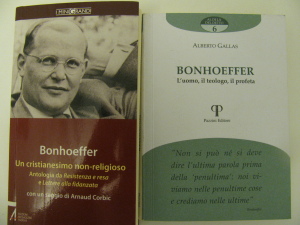 I PENOGRANDI
Bonhoeffer
Un cristianesimo non-religioso
Antologia da Resistenza e resa
e Lettere alla fidanzata
con un saggio di Arnaud Corbic
6
ALBERTO GALLAS
BONHOEFFER
L'uomo, il teologo, il profeta
P
Pazzini Editore
"Non si può né si deve
dire l'ultima parola prima
della 'penultima'; noi vi-
viamo nelle penultime cose
e crediamo nelle ultime"